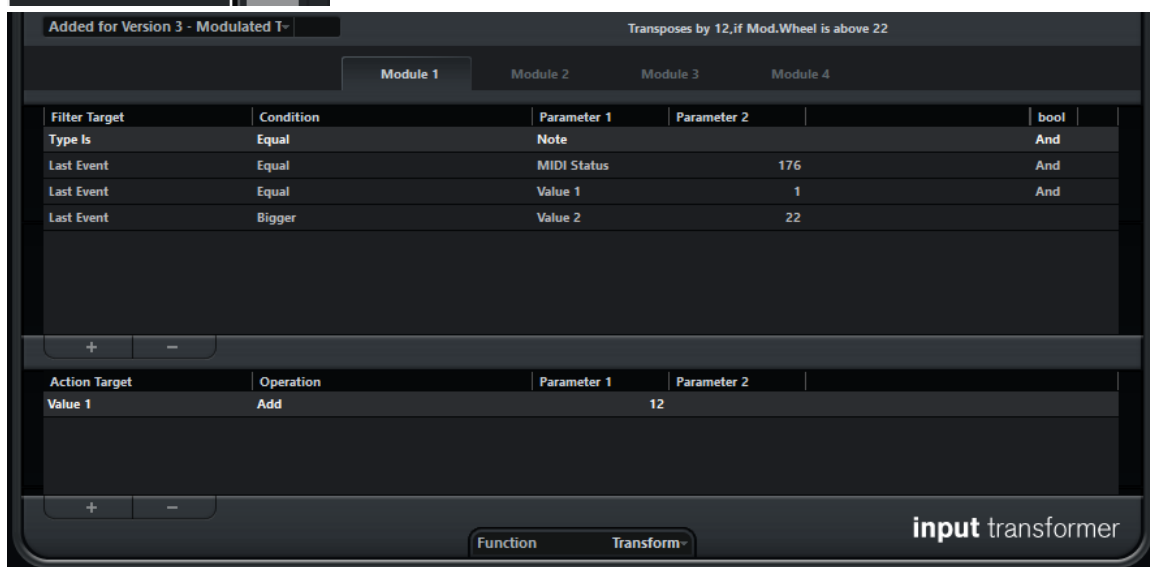 Added for Version 3 - Modulated T
Transposes by 12,if Mod.Wheel is above 22
Module 1 Module 2 Module 3 Module 4
Filter Target Condition Parameter 1 Parameter 2 bool
Type Is Equal Note And
Last Event Equal MIDI Status 176 And
Last Event Equal Value 1 1 And
Last Event Bigger Value 2 22
+ −
Action Target Operation Parameter 1 Parameter 2
Value 1 Add 12
+ −
Function Transform
input transformer